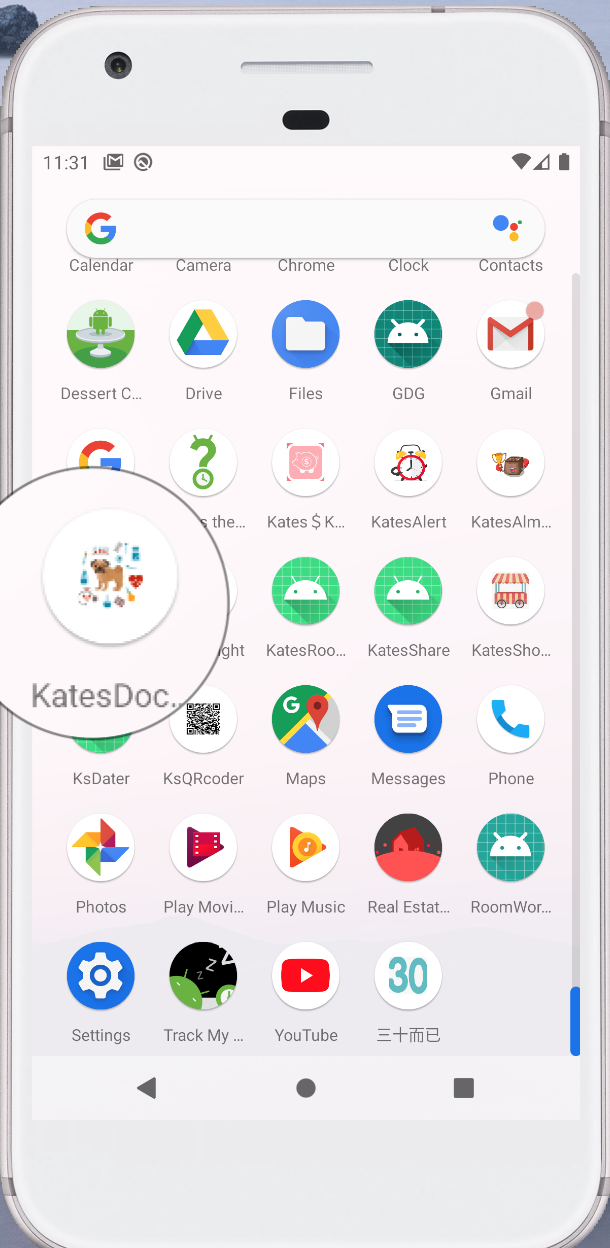 11:31
Calendar Camera Chrome Clock Contacts
Dessert C... Drive Files GDG Gmail
s the... Kates $ K... KatesAlert KatesAlm...
KatesDoc.. ght KatesRoo... KatesShare KatesSho...
KsDater KsQRcoder Maps Messages Phone
Photos Play Movi... Play Music Real Estat... RoomWor...
30
Settings Track My ... YouTube 三十而已